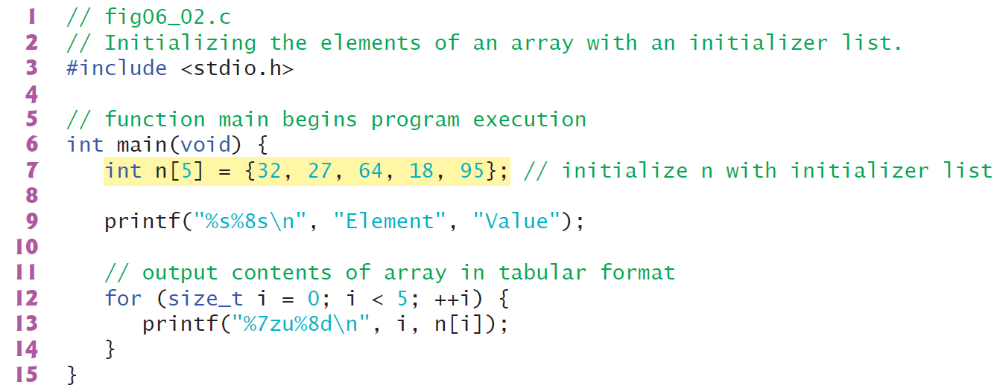 1 // fig06_02.c
2 // Initializing the elements of an array with an initializer list.
3 #include <stdio.h>
4
5 // function main begins program execution
6 int main(void) {
7    int n[5] = {32, 27, 64, 18, 95}; // initialize n with initializer list
8
9    printf("%s%8s\n", "Element", "Value");
10
11    // output contents of array in tabular format
12    for (size_t i = 0; i < 5; ++i) {
13       printf("%7zu%8d\n", i, n[i]);
14    }
15 }